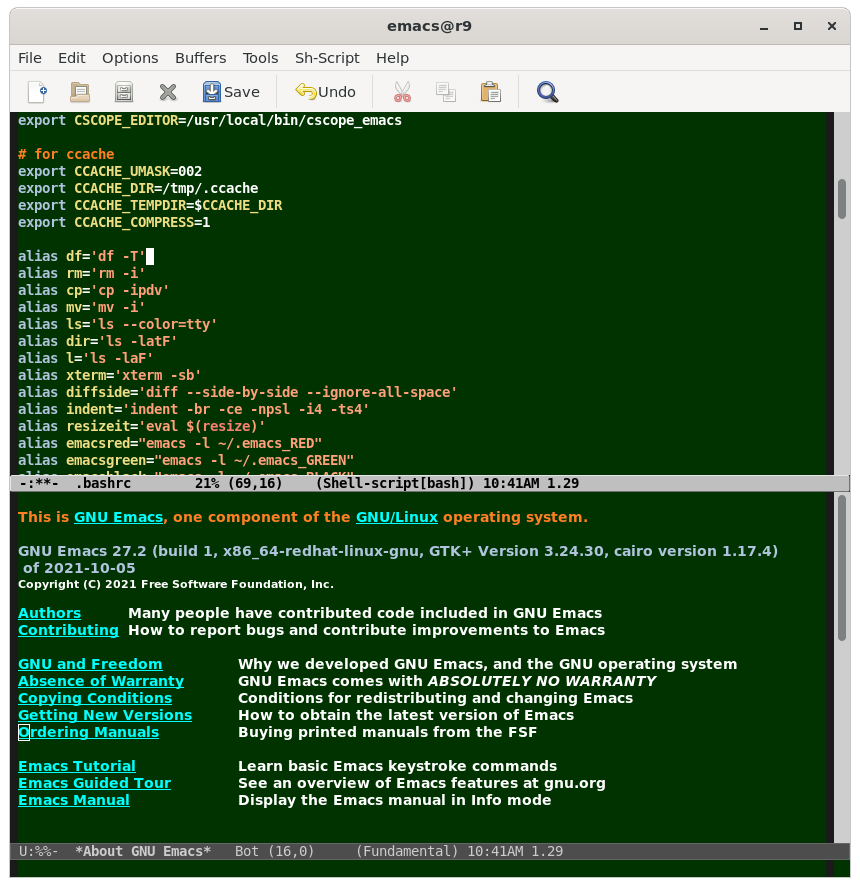 emacs@r9
File Edit Options Buffers Tools Sh-Script Help
Save Undo
export CSCOPE_EDITOR=/usr/local/bin/cscope_emacs
# for ccache
export CCACHE_UMASK=002
export CCACHE_DIR=/tmp/.ccache
export CCACHE_TEMPDIR=$CCACHE_DIR
export CCACHE_COMPRESS=1
alias df='df -T'
alias rm='rm -i'
alias cp='cp -ipdv'
alias mv='mv -i'
alias ls='ls --color=tty'
alias dir='ls -latF'
alias l='ls -laF'
alias xterm='xterm -sb'
alias diffside='diff --side-by-side --ignore-all-space'
alias indent='indent -br -ce -npsl -i4 -ts4'
alias resizeit='eval $(resize)'
alias emacsred="emacs -l ~/.emacs_RED"
alias emacsgreen="emacs -l ~/.emacs_GREEN"
-:**-  .bashrc        21% (69,16)    (Shell-script[bash]) 10:41AM 1.29
This is GNU Emacs, one component of the GNU/Linux operating system.
GNU Emacs 27.2 (build 1, x86_64-redhat-linux-gnu, GTK+ Version 3.24.30, cairo version 1.17.4)
of 2021-10-05
Copyright (C) 2021 Free Software Foundation, Inc.
Authors Many people have contributed code included in GNU Emacs
Contributing How to report bugs and contribute improvements to Emacs
GNU and Freedom Why we developed GNU Emacs, and the GNU operating system
Absence of Warranty GNU Emacs comes with ABSOLUTELY NO WARRANTY
Copying Conditions Conditions for redistributing and changing Emacs
Getting New Versions How to obtain the latest version of Emacs
Ordering Manuals Buying printed manuals from the FSF
Emacs Tutorial Learn basic Emacs keystroke commands
Emacs Guided Tour See an overview of Emacs features at gnu.org
Emacs Manual Display the Emacs manual in Info mode
U:%%-  *About GNU Emacs*   Bot (16,0)     (Fundamental) 10:41AM 1.29